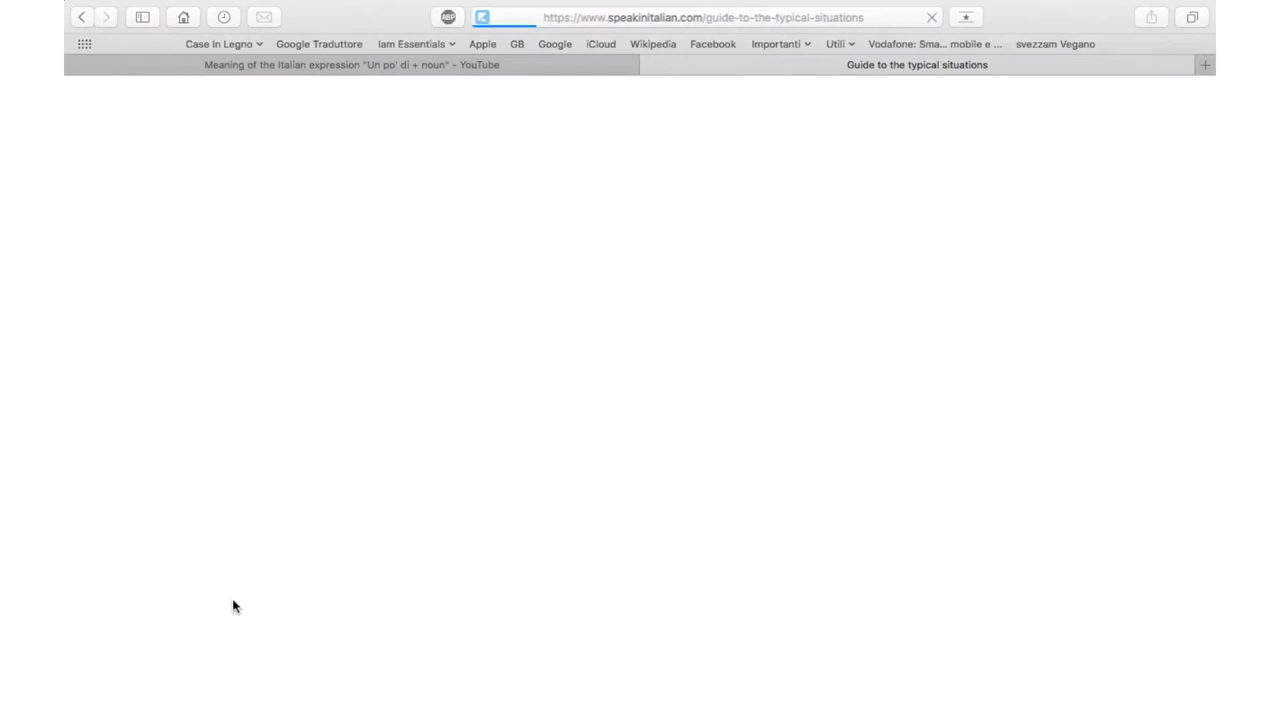 ABP https://www.speakinitalian.com/guide-to-the-typical-situations
Case In Legno Google Traduttore Iam Essentials Apple GB Google iCloud Wikipedia Facebook Importanti Utili Vodafone: Sma... mobile e ... svezzam Vegano
Meaning of the Italian expression "Un po' di + noun" - YouTube Guide to the typical situations